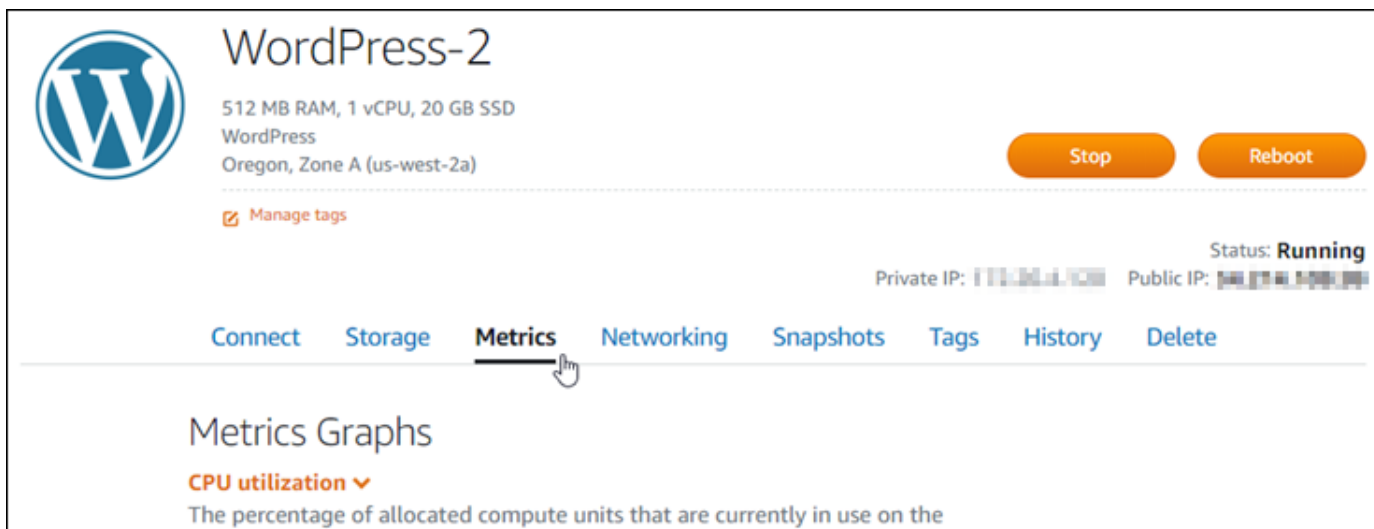 WordPress-2
512 MB RAM, 1 vCPU, 20 GB SSD
WordPress
Oregon, Zone A (us-west-2a)
Stop Reboot
Manage tags
Status: Running
Private IP: Public IP:
Connect Storage Metrics Networking Snapshots Tags History Delete
Metrics Graphs
CPU utilization
The percentage of allocated compute units that are currently in use on the